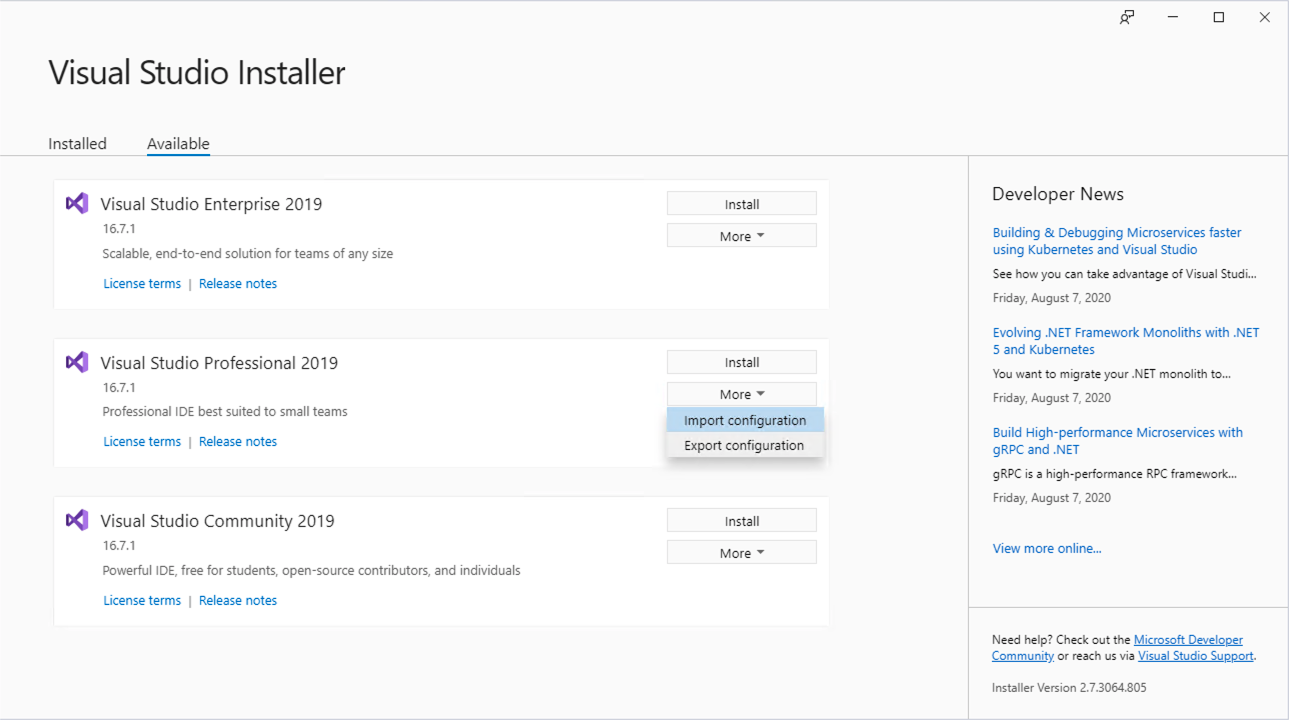 Visual Studio Installer
Installed
Available
Visual Studio Enterprise 2019
16.7.1
Scalable, end-to-end solution for teams of any size
License terms | Release notes
Install
More
Visual Studio Professional 2019
16.7.1
Professional IDE best suited to small teams
License terms | Release notes
Install
More
Import configuration
Export configuration
Visual Studio Community 2019
16.7.1
Powerful IDE, free for students, open-source contributors, and individuals
License terms | Release notes
Install
More
Developer News
Building & Debugging Microservices faster
using Kubernetes and Visual Studio
See how you can take advantage of Visual Studi...
Friday, August 7, 2020
Evolving .NET Framework Monoliths with .NET
5 and Kubernetes
You want to migrate your .NET monolith to...
Friday, August 7, 2020
Build High-performance Microservices with
gRPC and .NET
gRPC is a high-performance RPC framework...
Friday, August 7, 2020
View more online...
Need help? Check out the Microsoft Developer
Community or reach us via Visual Studio Support.
Installer Version 2.7.3064.805